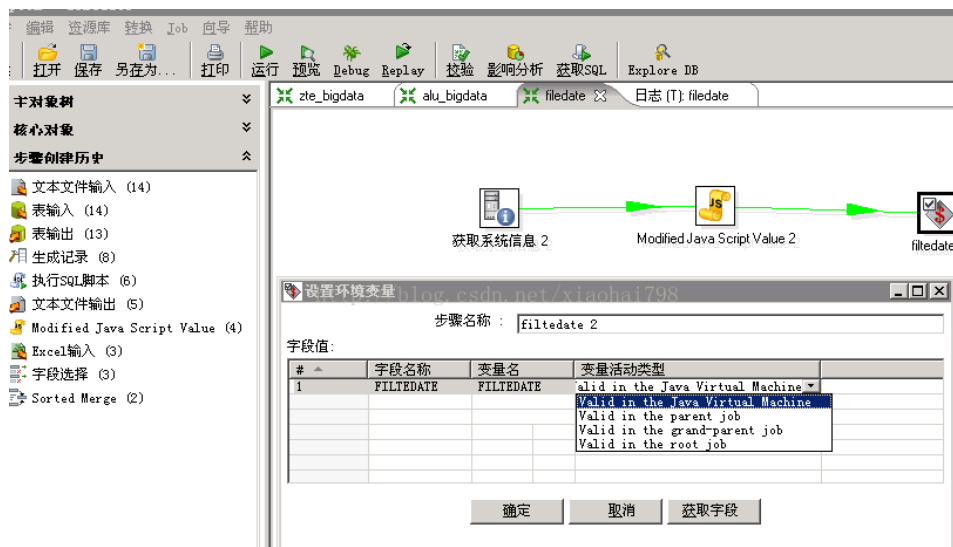 编辑 资源库 转换 Job 向导 帮助
打开 保存 另存为... 打印 运行 预览 Debug Replay 校验 影响分析 获取SQL Explore DB
主对象树
核心对象
步骤创建历史
文本文件输入 (14)
表输入 (14)
表输出 (13)
生成记录 (8)
执行SQL脚本 (6)
文本文件输出 (5)
Modified Java Script Value (4)
Excel输入 (3)
字段选择 (3)
Sorted Merge (2)
zte_bigdata alu_bigdata filedate 日志 (T): filedate
获取系统信息 2 Modified Java Script Value 2 filtedate
设置环境变量
blog.csdn.net/xiaohai798
步骤名称 : filtedate 2
字段值:
# 字段名称 变量名 变量活动类型
1 FILTEDATE FILTEDATE alid in the Java Virtual Machine
Valid in the Java Virtual Machine
Valid in the parent job
Valid in the grand-parent job
Valid in the root job
确定 取消 获取字段